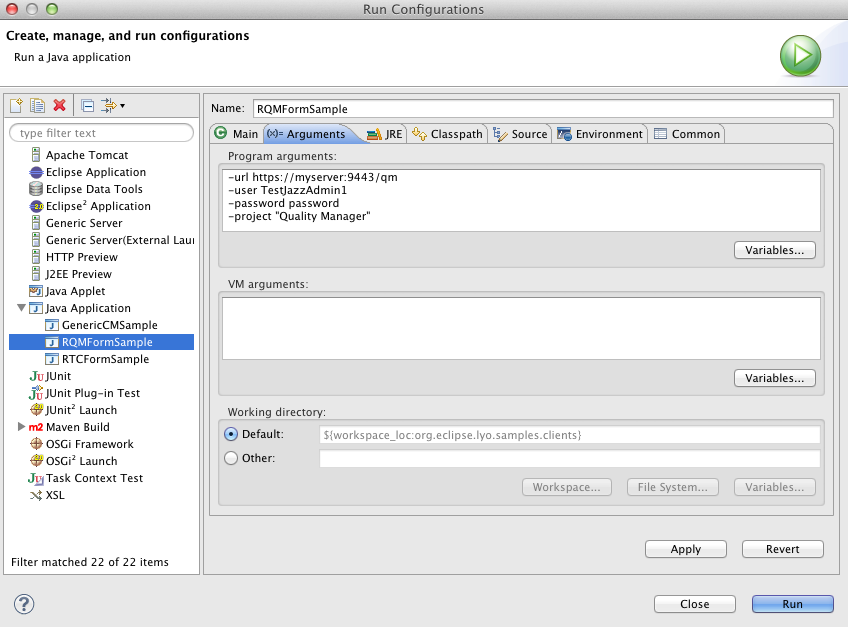 Run Configurations
Create, manage, and run configurations
Run a Java application
type filter text
Apache Tomcat
Eclipse Application
Eclipse Data Tools
Eclipse² Application
Generic Server
Generic Server(External Lau
HTTP Preview
J2EE Preview
Java Applet
Java Application
GenericCMSample
RQMFormSample
RTCFormSample
JUnit
JUnit Plug-in Test
JUnit² Launch
m2 Maven Build
OSGi Framework
OSGi² Launch
Task Context Test
XSL
Filter matched 22 of 22 items
Name: RQMFormSample
Main (x)= Arguments JRE Classpath Source Environment Common
Program arguments:
-url https://myserver:9443/qm
-user TestJazzAdmin1
-password password
-project "Quality Manager"
Variables...
VM arguments:
Variables...
Working directory:
Default: ${workspace_loc:org.eclipse.lyo.samples.clients}
Other:
Workspace... File System... Variables...
Apply Revert
? Close Run